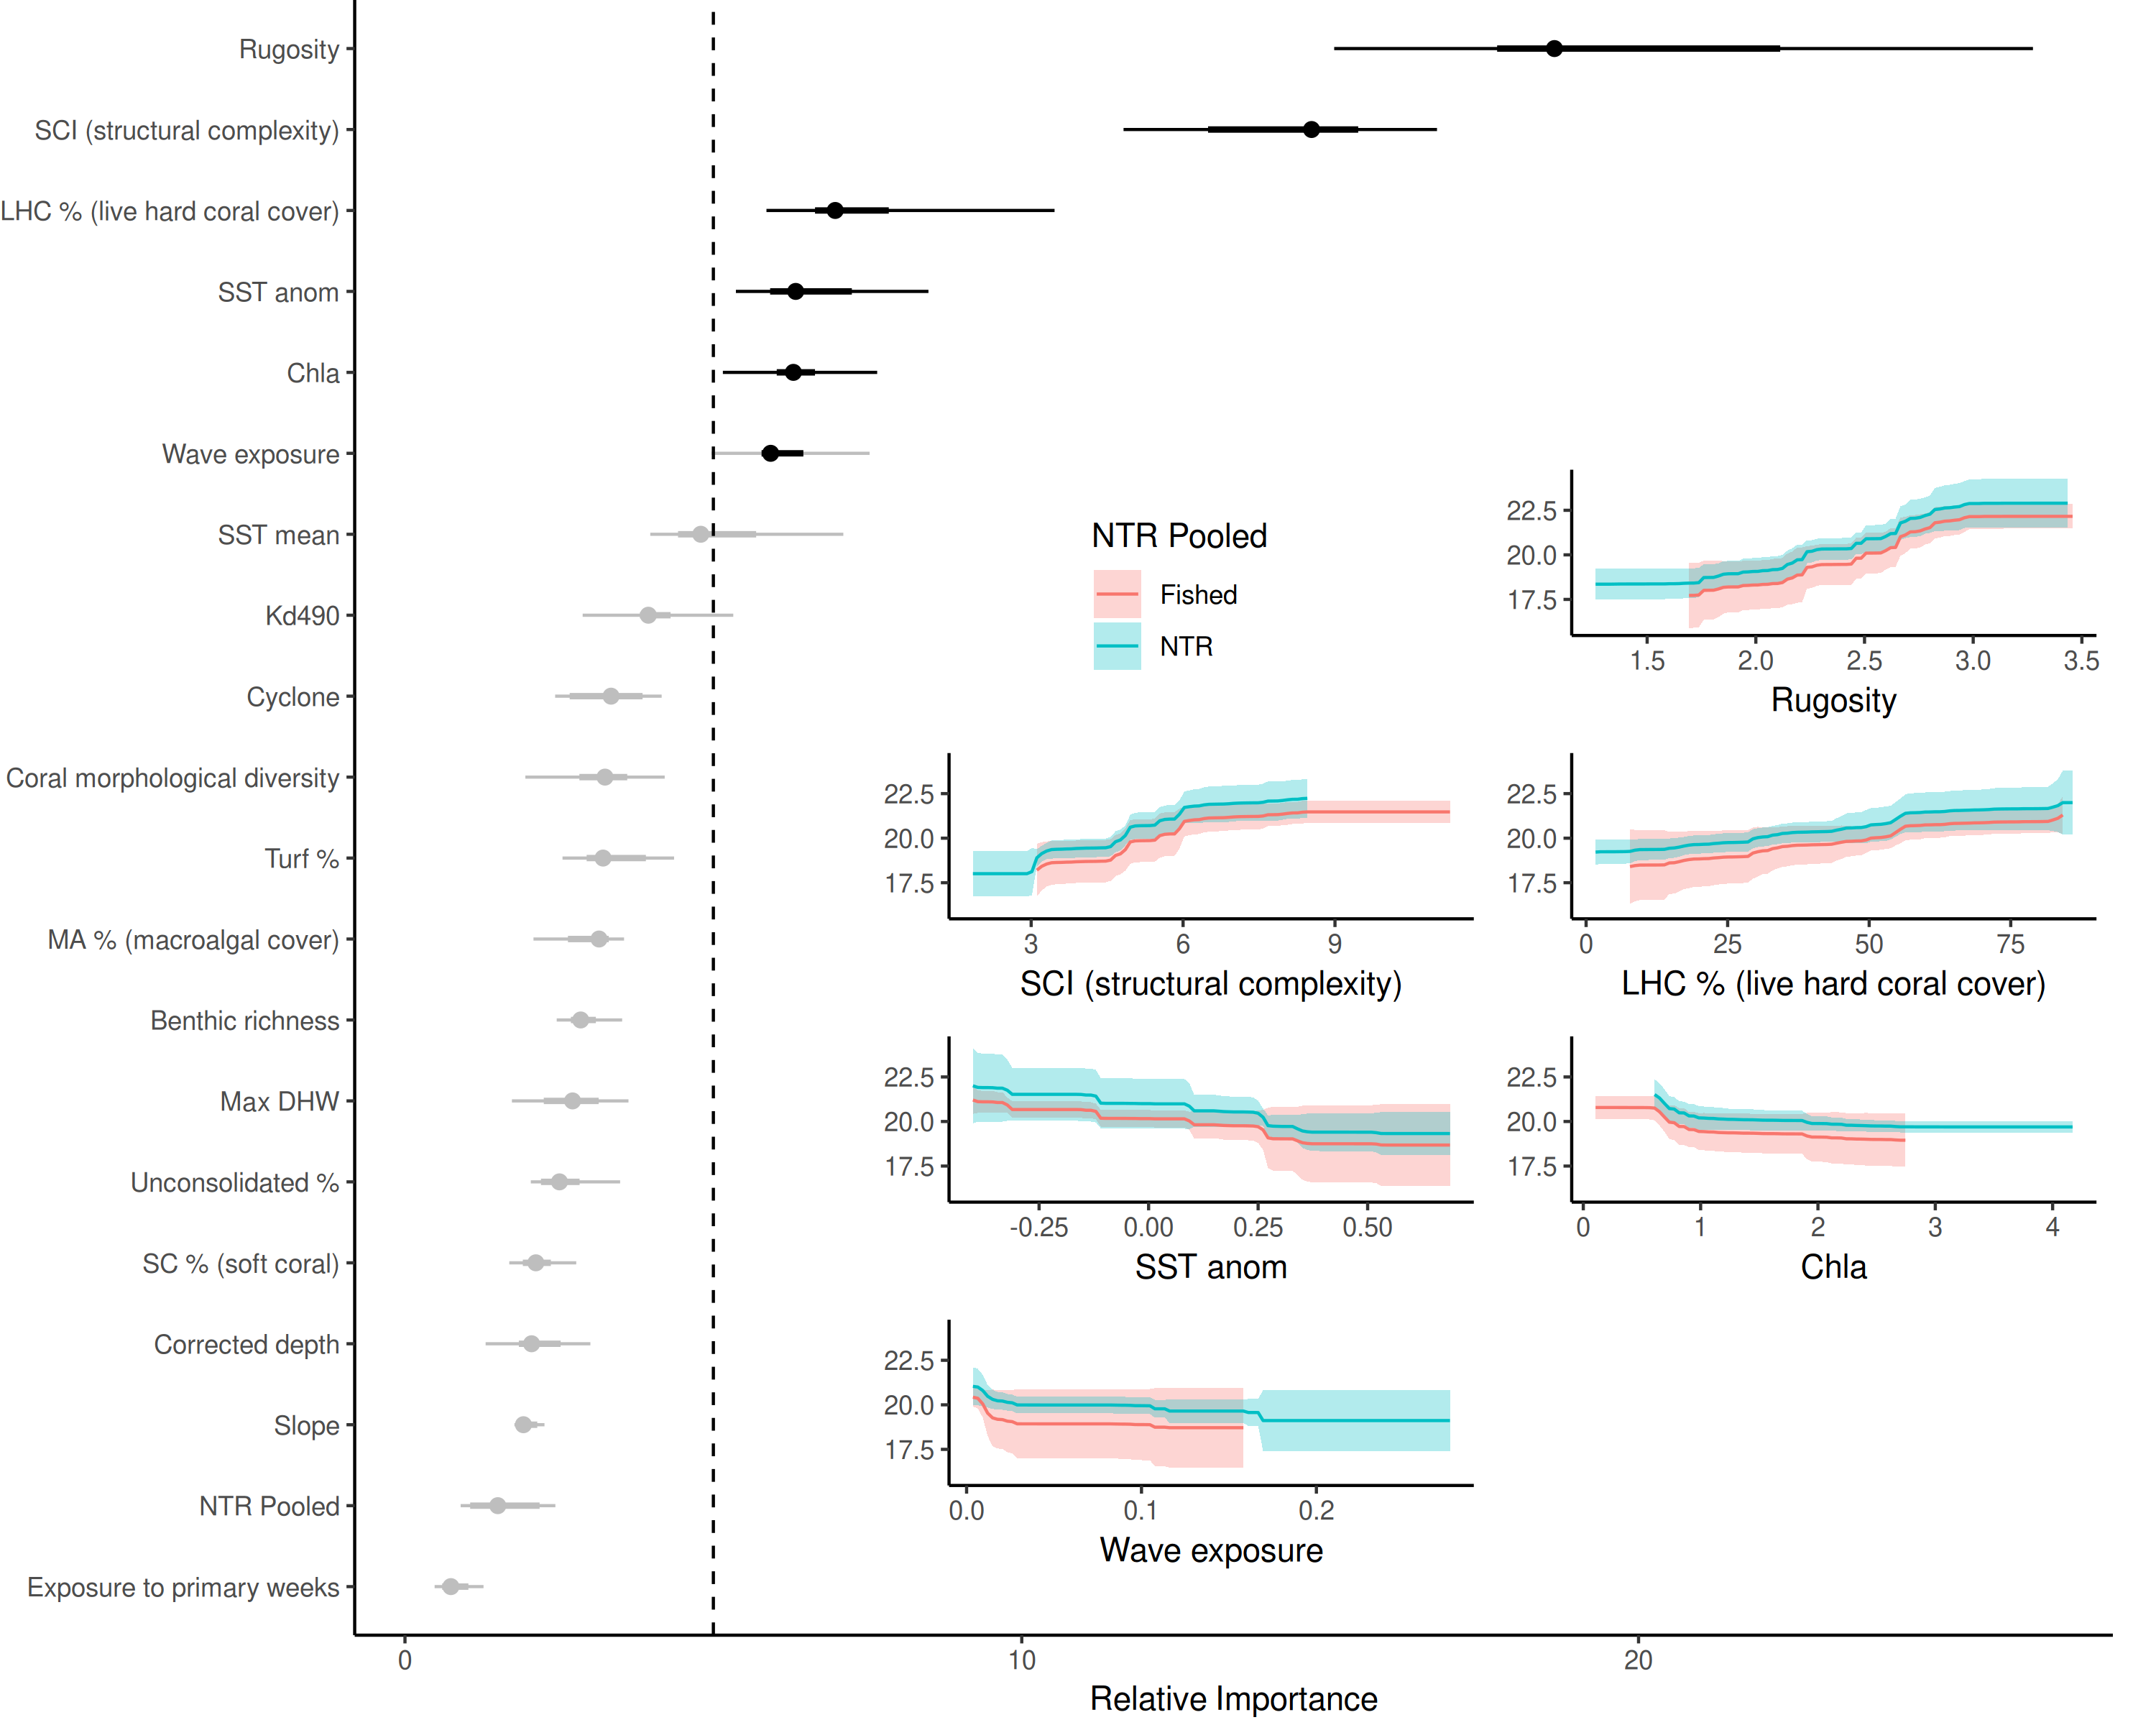 Rugosity
SCI (structural complexity)
LHC % (live hard coral cover)
SST anom
Chla
Wave exposure
SST mean
Kd490
Cyclone
Coral morphological diversity
Turf %
MA % (macroalgal cover)
Benthic richness
Max DHW
Unconsolidated %
SC % (soft coral)
Corrected depth
Slope
NTR Pooled
Exposure to primary weeks
0 10 20
Relative Importance
NTR Pooled
Fished
NTR
22.5
20.0
17.5
1.5 2.0 2.5 3.0 3.5
Rugosity
22.5
20.0
17.5
3 6 9
SCI (structural complexity)
22.5
20.0
17.5
0 25 50 75
LHC % (live hard coral cover)
22.5
20.0
17.5
-0.25 0.00 0.25 0.50
SST anom
22.5
20.0
17.5
0 1 2 3 4
Chla
22.5
20.0
17.5
0.0 0.1 0.2
Wave exposure